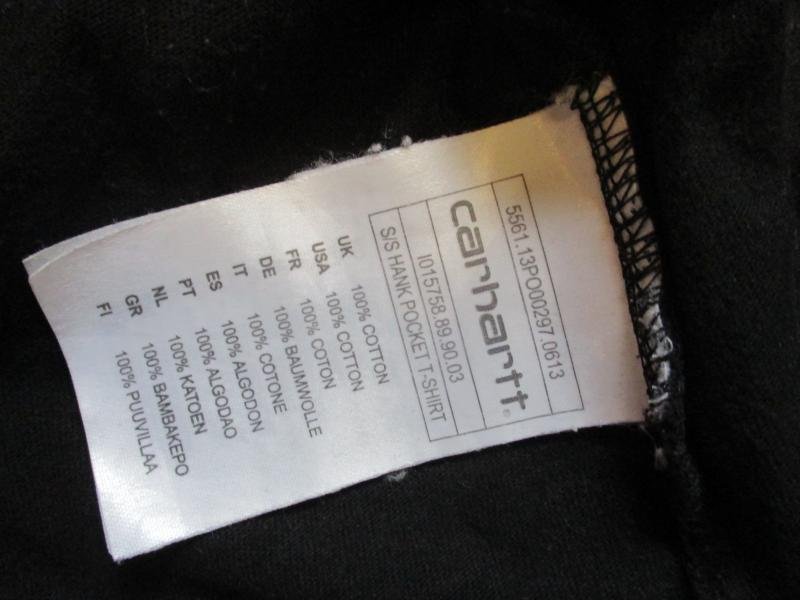 5561.13PO00297.0613
carhartt®
I015758.89.90.03
S/S HANK POCKET T-SHIRT
UK 100% COTTON
USA 100% COTTON
FR 100% COTON
DE 100% BAUMWOLLE
IT 100% COTONE
ES 100% ALGODON
PT 100% ALGODAO
NL 100% KATOEN
GR 100% BAMBAKEPO
FI 100% PUUVILLAA